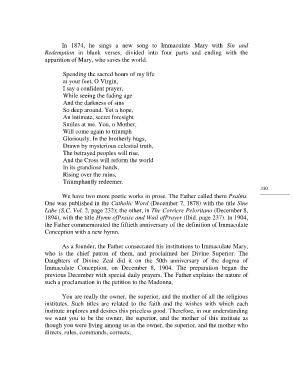 In 1874, he sings a new song to Immaculate Mary with Sin and
Redemption in blank verses, divided into four parts and ending with the
apparition of Mary, who saves the world.
Spending the sacred hours of my life
at your feet, O Virgin,
I say a confident prayer,
While seeing the fading age
And the darkness of sins
So deep around. Yet a hope,
An intimate, secret foresight
Smiles at me. You, o Mother,
Will come again to triumph
Gloriously. In the brotherly hugs,
Drawn by mysterious celestial truth,
The betrayed peoples will rise,
And the Cross will reform the world
In its grandiose hands,
Rising over the ruins,
Triumphantly redeemer.
We have two more poetic works in prose. The Father called them Psalms.
One was published in the Catholic Word (December 7, 1878) with the title Sine
Labe (S.C. Vol. 2, page 232); the other, in The Corriere Peloritano (December 8,
1894), with the title Hymn of Praise and Wail of Prayer (Ibid. page 237). In 1904,
the Father commemorated the fiftieth anniversary of the definition of Immaculate
Conception with a new hymn.
As a founder, the Father consecrated his institutions to Immaculate Mary,
who is the chief patron of them, and proclaimed her Divine Superior. The
Daughters of Divine Zeal did it on the 50th anniversary of the dogma of
Immaculate Conception, on December 8, 1904. The preparation began the
previous December with special daily prayers. The Father explains the nature of
such a proclamation in the petition to the Madonna,
You are really the owner, the superior, and the mother of all the religious
institutes. Such titles are related to the faith and the wishes with which each
institute implores and desires this priceless good. Therefore, in our understanding
we want you to be the owner, the superior, and the mother of this institute as
though you were living among us as the owner, the superior, and the mother who
directs, rules, commands, corrects,